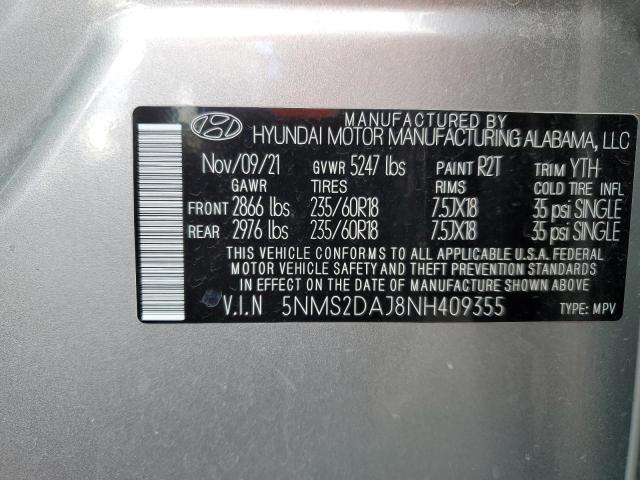 MANUFACTURED BY
HYUNDAI MOTOR MANUFACTURING ALABAMA, LLC
Nov/09/21 GVWR 5247 lbs PAINT R2T TRIM YTH
GAWR TIRES RIMS COLD TIRE INFL
FRONT 2866 lbs 235/60R18 7.5JX18 35 psi SINGLE
REAR 2976 lbs 235/60R18 7.5JX18 35 psi SINGLE
THIS VEHICLE CONFORMS TO ALL APPLICABLE U.S.A. FEDERAL
MOTOR VEHICLE SAFETY AND THEFT PREVENTION STANDARDS
IN EFFECT ON THE DATE OF MANUFACTURE SHOWN ABOVE
V.I.N 5NMS2DAJ8NH409355 TYPE: MPV